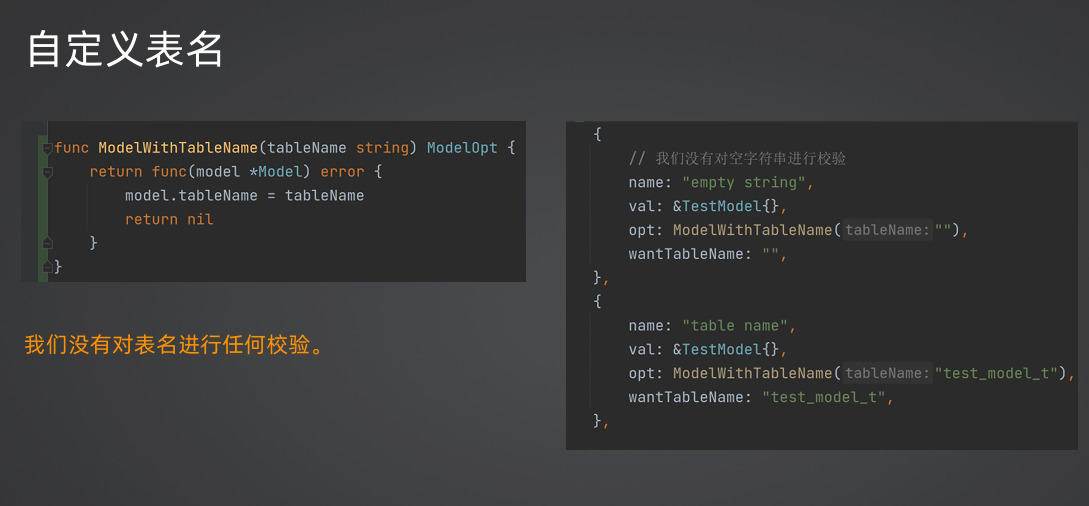 自定义表名
func ModelWithTableName(tableName string) ModelOpt {
return func(model *Model) error {
model.tableName = tableName
return nil
}
}
我们没有对表名进行任何校验。
{
// 我们没有对空字符串进行校验
name: "empty string",
val: &TestModel{},
opt: ModelWithTableName( tableName: ""),
wantTableName: "",
},
{
name: "table name",
val: &TestModel{},
opt: ModelWithTableName( tableName: "test_model_t"),
wantTableName: "test_model_t",
},